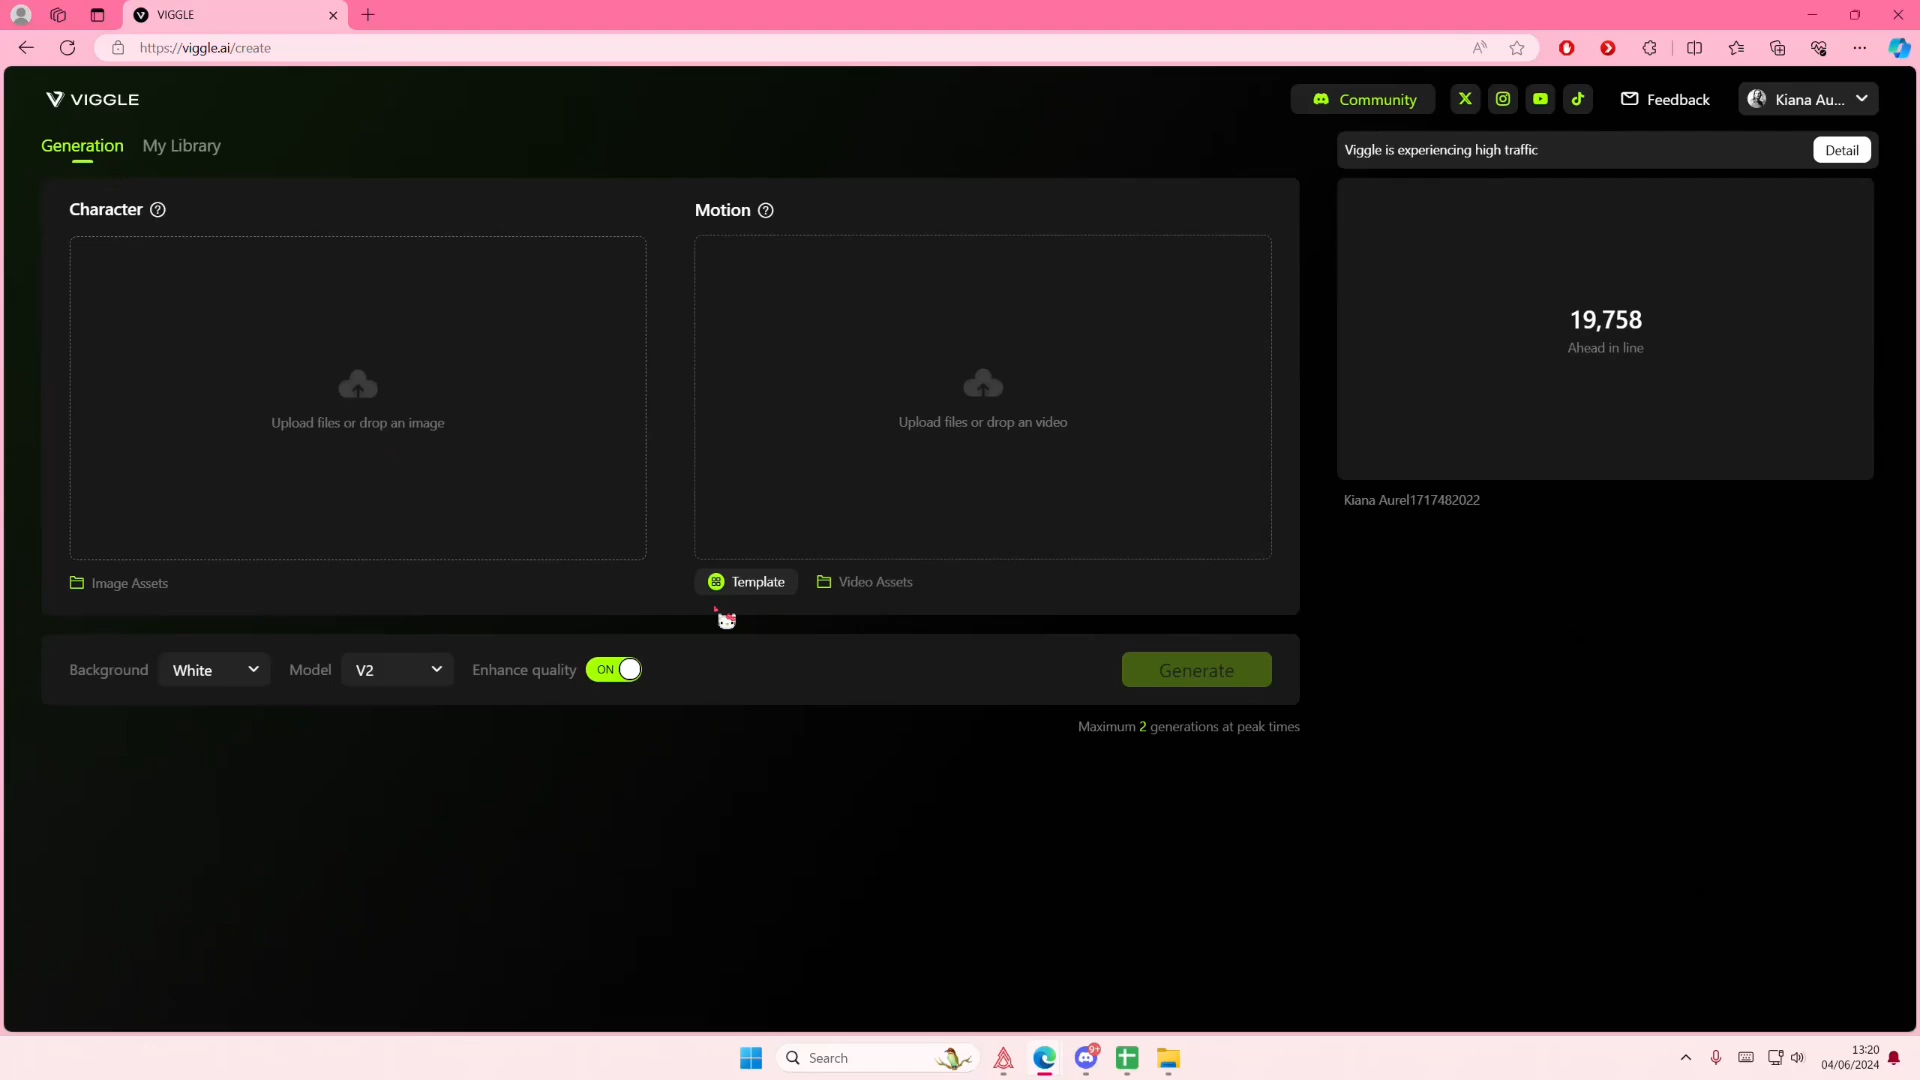 VIGGLE
https://viggle.ai/create
VIGGLE
Community
Feedback
Kiana Au...
Generation
My Library
Viggle is experiencing high traffic
Detail
Character
Motion
Upload files or drop an image
Upload files or drop an video
19,758
Ahead in line
Kiana Aurel1717482022
Image Assets
Template
Video Assets
Background
White
Model
V2
Enhance quality
ON
Generate
Maximum 2 generations at peak times
Search
9+
13:20
04/06/2024